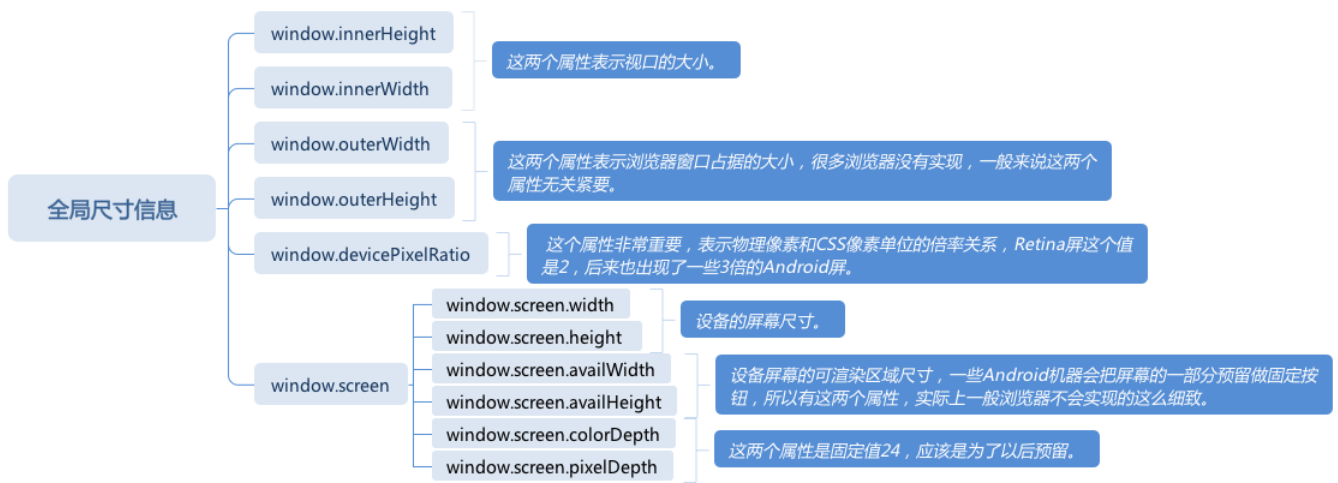 全局尺寸信息
window.innerHeight
window.innerWidth
这两个属性表示视口的大小。
window.outerWidth
window.outerHeight
这两个属性表示浏览器窗口占据的大小，很多浏览器没有实现，一般来说这两个
属性无关紧要。
window.devicePixelRatio
这个属性非常重要，表示物理像素和CSS像素单位的倍率关系，Retina屏这个值
是2，后来也出现了一些3倍的Android屏。
window.screen
window.screen.width
window.screen.height
设备的屏幕尺寸。
window.screen.availWidth
window.screen.availHeight
设备屏幕的可渲染区域尺寸，一些Android机器会把屏幕的一部分预留做固定按
钮，所以有这两个属性，实际上一般浏览器不会实现的这么细致。
window.screen.colorDepth
window.screen.pixelDepth
这两个属性是固定值24，应该是为了以后预留。